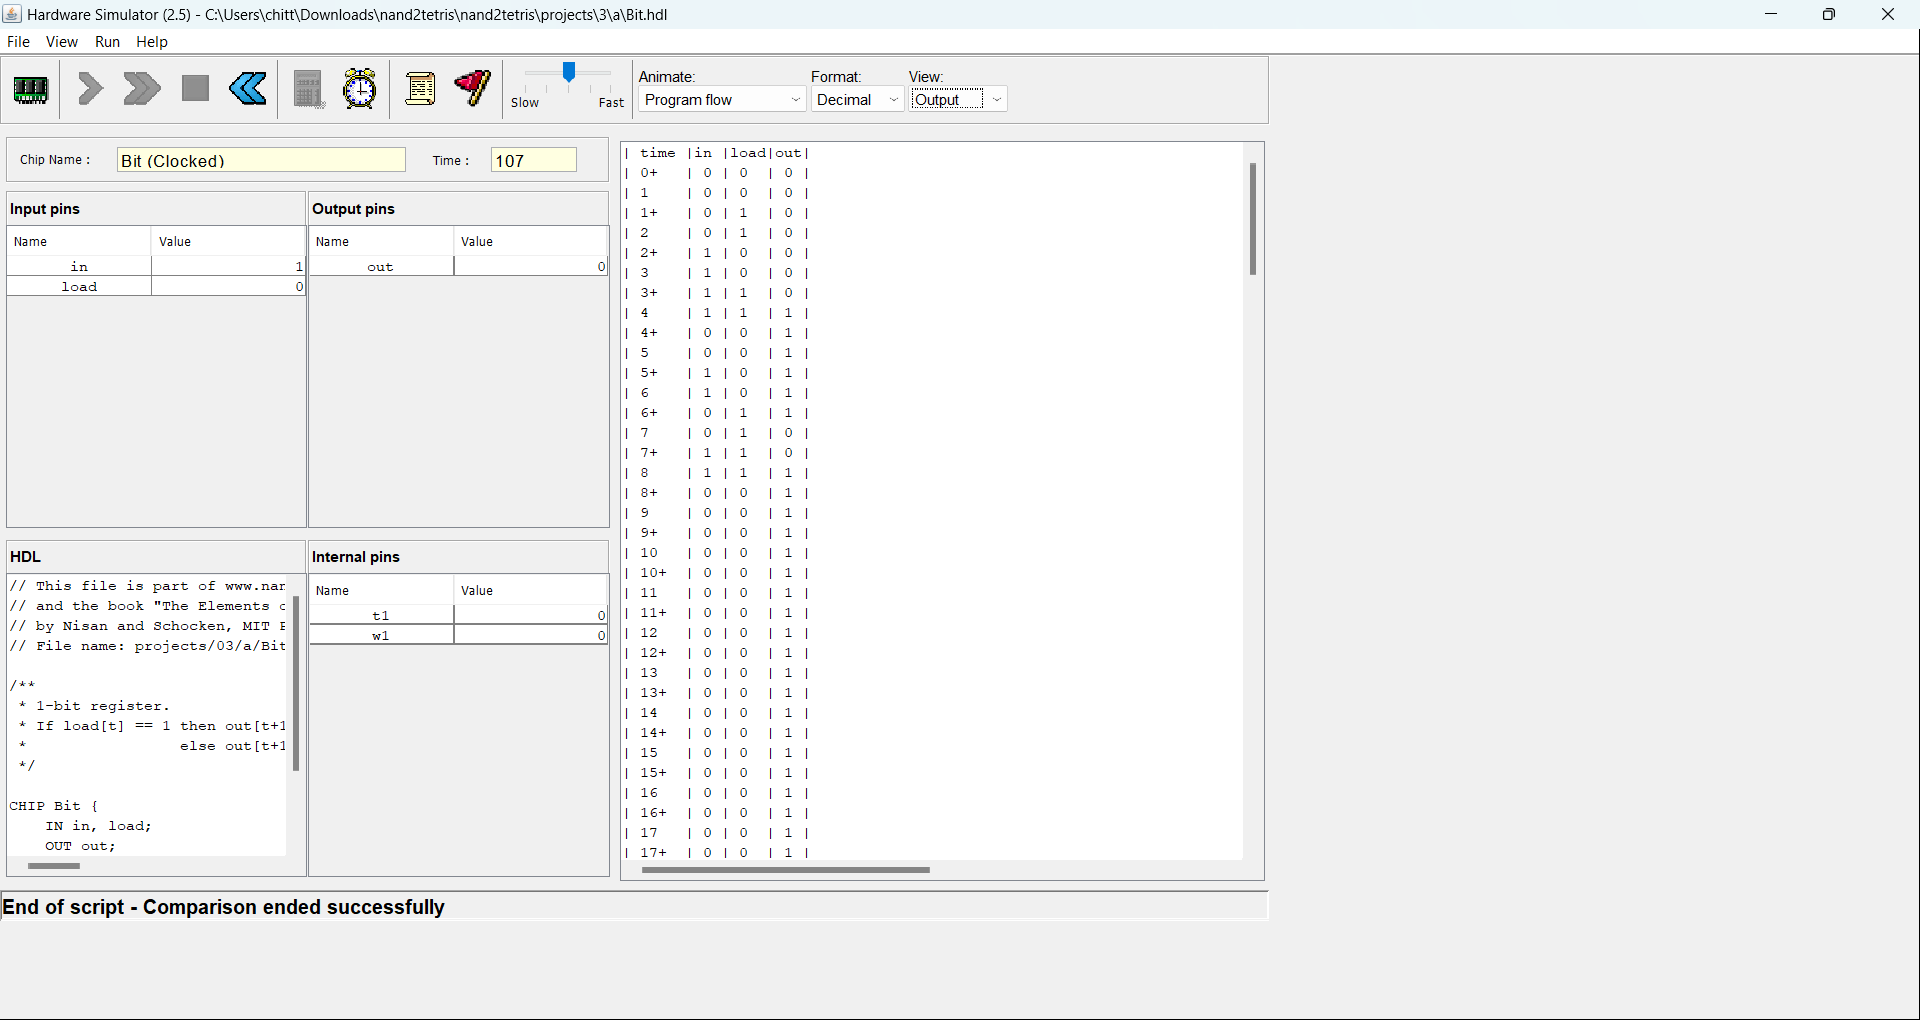 Hardware Simulator (2.5) - C:\Users\chitt\Downloads\nand2tetris\nand2tetris\projects\3\a\Bit.hdl
File View Run Help
Slow Fast
Animate: Format: View:
Program flow Decimal Output
Chip Name : Bit (Clocked) Time : 107
Input pins
Name Value
in 1
load 0
Output pins
Name Value
out 0
HDL
// This file is part of www.nan
// and the book "The Elements o
// by Nisan and Schocken, MIT P
// File name: projects/03/a/Bit
/**
* 1-bit register.
* If load[t] == 1 then out[t+1
* else out[t+1
*/
CHIP Bit {
IN in, load;
OUT out;
Internal pins
Name Value
t1 0
w1 0
| time |in |load|out|
| 0+ | 0 | 0 | 0 |
| 1 | 0 | 0 | 0 |
| 1+ | 0 | 1 | 0 |
| 2 | 0 | 1 | 0 |
| 2+ | 1 | 0 | 0 |
| 3 | 1 | 0 | 0 |
| 3+ | 1 | 1 | 0 |
| 4 | 1 | 1 | 1 |
| 4+ | 0 | 0 | 1 |
| 5 | 0 | 0 | 1 |
| 5+ | 1 | 0 | 1 |
| 6 | 1 | 0 | 1 |
| 6+ | 0 | 1 | 1 |
| 7 | 0 | 1 | 0 |
| 7+ | 1 | 1 | 0 |
| 8 | 1 | 1 | 1 |
| 8+ | 0 | 0 | 1 |
| 9 | 0 | 0 | 1 |
| 9+ | 0 | 0 | 1 |
| 10 | 0 | 0 | 1 |
| 10+ | 0 | 0 | 1 |
| 11 | 0 | 0 | 1 |
| 11+ | 0 | 0 | 1 |
| 12 | 0 | 0 | 1 |
| 12+ | 0 | 0 | 1 |
| 13 | 0 | 0 | 1 |
| 13+ | 0 | 0 | 1 |
| 14 | 0 | 0 | 1 |
| 14+ | 0 | 0 | 1 |
| 15 | 0 | 0 | 1 |
| 15+ | 0 | 0 | 1 |
| 16 | 0 | 0 | 1 |
| 16+ | 0 | 0 | 1 |
| 17 | 0 | 0 | 1 |
| 17+ | 0 | 0 | 1 |
End of script - Comparison ended successfully